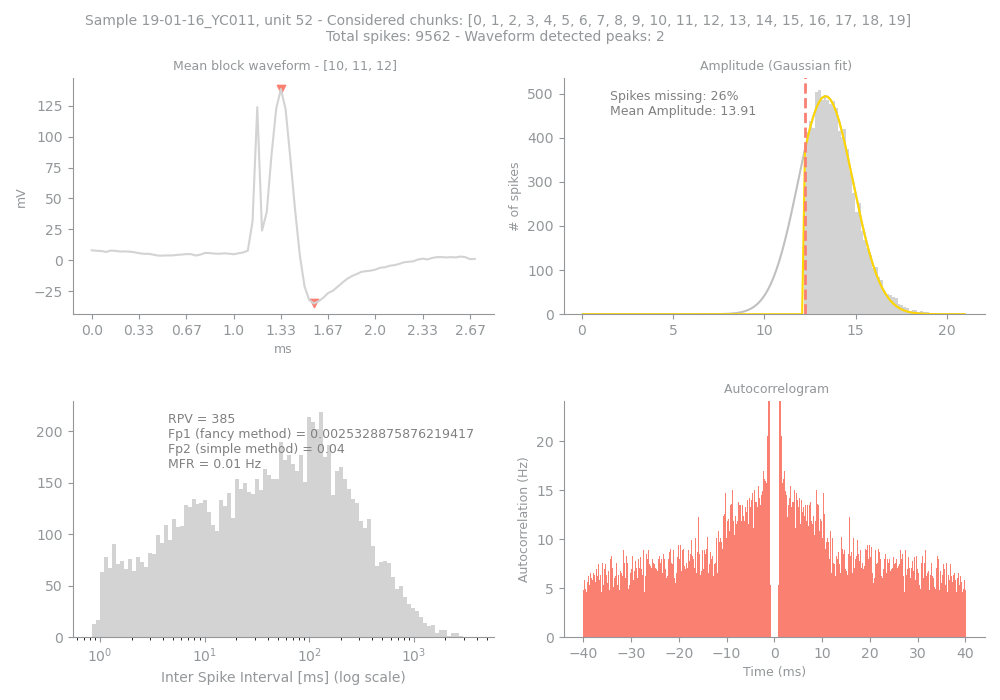 Sample 19-01-16_YC011, unit 52 - Considered chunks: [0, 1, 2, 3, 4, 5, 6, 7, 8, 9, 10, 11, 12, 13, 14, 15, 16, 17, 18, 19]
Total spikes: 9562 - Waveform detected peaks: 2
Mean block waveform - [10, 11, 12]
125
100
75
50
25
0
−25
mV
0.0 0.33 0.67 1.0 1.33 1.67 2.0 2.33 2.67
ms
Amplitude (Gaussian fit)
Spikes missing: 26%
Mean Amplitude: 13.91
500
400
300
200
100
0
# of spikes
0 5 10 15 20
RPV = 385
Fp1 (fancy method) = 0.0025328875876219417
Fp2 (simple method) = 0.04
MFR = 0.01 Hz
200
150
100
50
0
10⁰ 10¹ 10² 10³
Inter Spike Interval [ms] (log scale)
Autocorrelogram
20
15
10
5
0
Autocorrelation (Hz)
−40 −30 −20 −10 0 10 20 30 40
Time (ms)